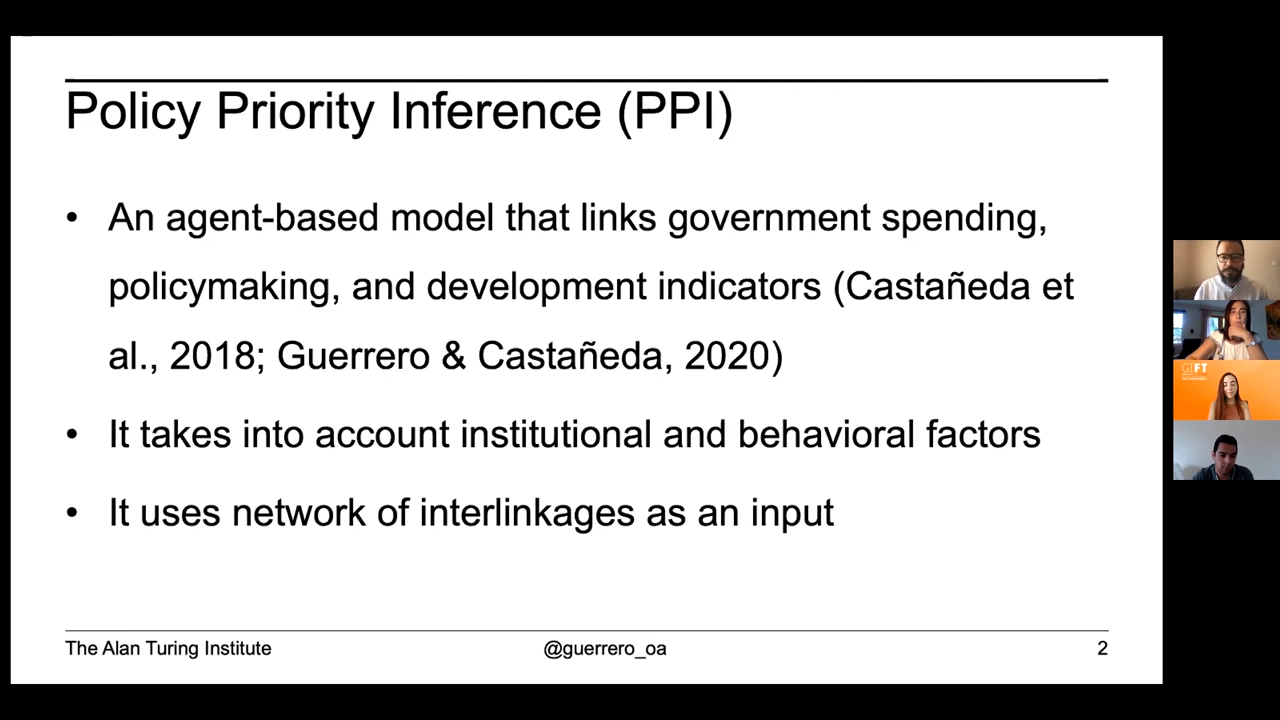 Policy Priority Inference (PPI)
• An agent-based model that links government spending,
policymaking, and development indicators (Castañeda et
al., 2018; Guerrero & Castañeda, 2020)
• It takes into account institutional and behavioral factors
• It uses network of interlinkages as an input
The Alan Turing Institute @guerrero_oa 2
GIFT